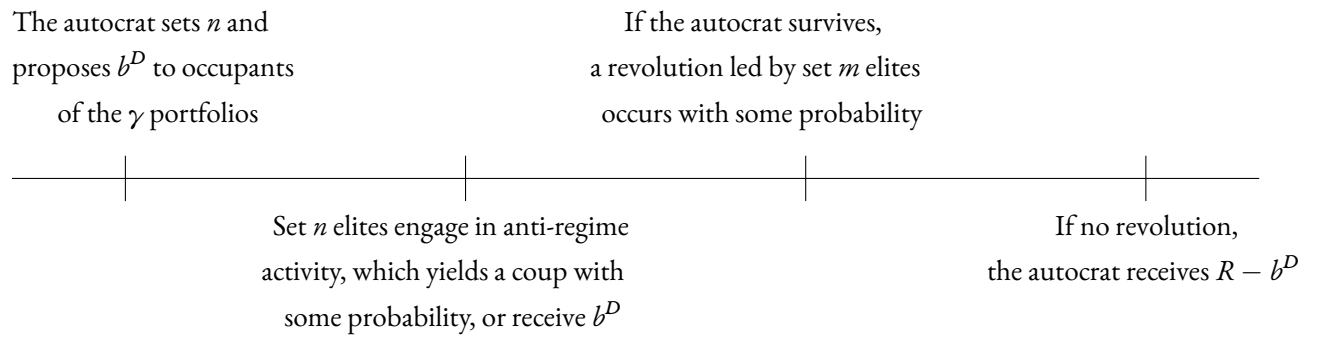 The autocrat sets n and
proposes b^D to occupants
of the γ portfolios
Set n elites engage in anti-regime
activity, which yields a coup with
some probability, or receive b^D
If the autocrat survives,
a revolution led by set m elites
occurs with some probability
If no revolution,
the autocrat receives R − b^D